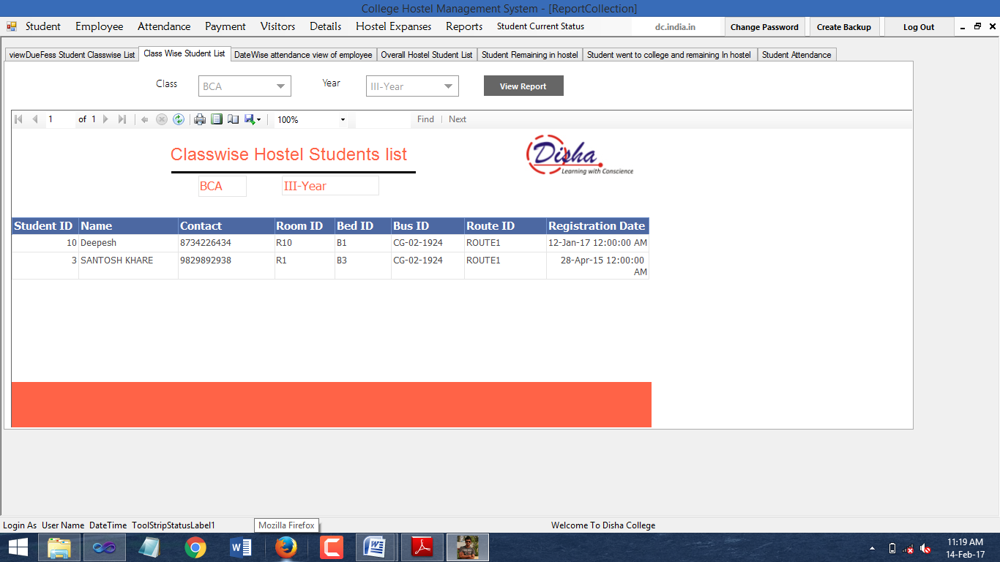 College Hostel Management System - [ReportCollection]
Student Employee Attendance Payment Visitors Details Hostel Expanses Reports Student Current Status dc.india.in Change Password Create Backup Log Out
viewDueFess Student Classwise List Class Wise Student List DateWise attendance view of employee Overall Hostel Student List Student Remaining in hostel Student went to college and remaining In hostel Student Attendance
Class BCA Year III-Year View Report
1 of 1 100% Find | Next
Classwise Hostel Students list
Disha
Learning with Conscience
BCA III-Year
Student ID Name Contact Room ID Bed ID Bus ID Route ID Registration Date
10 Deepesh 8734226434 R10 B1 CG-02-1924 ROUTE1 12-Jan-17 12:00:00 AM
3 SANTOSH KHARE 9829892938 R1 B3 CG-02-1924 ROUTE1 28-Apr-15 12:00:00
AM
Login As User Name DateTime ToolStripStatusLabel1 Mozilla Firefox Welcome To Disha College
11:19 AM
14-Feb-17